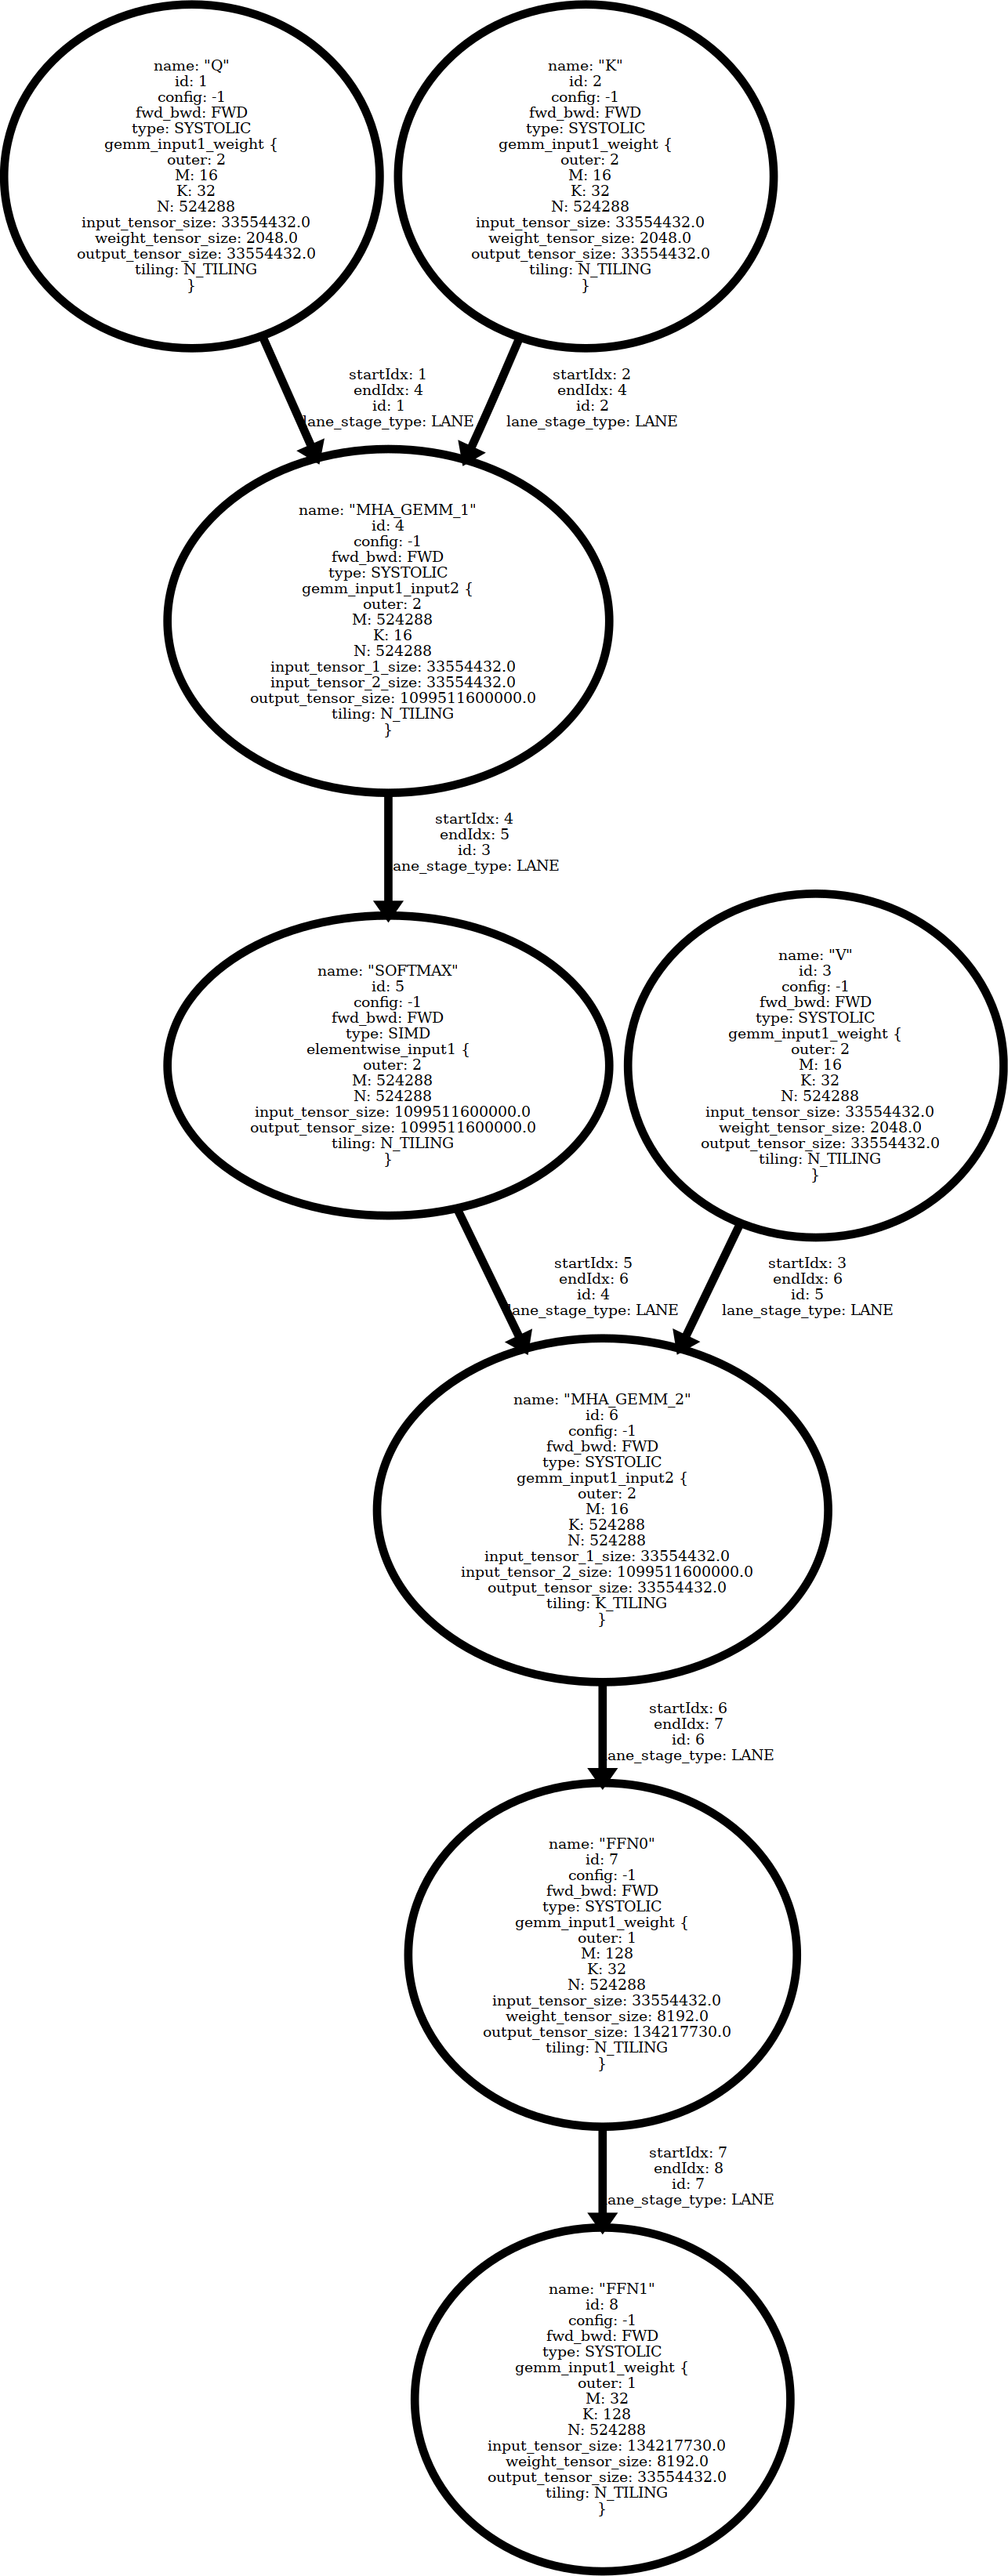 name: "Q"
id: 1
config: -1
fwd_bwd: FWD
type: SYSTOLIC
gemm_input1_weight {
outer: 2
M: 16
K: 32
N: 524288
input_tensor_size: 33554432.0
weight_tensor_size: 2048.0
output_tensor_size: 33554432.0
tiling: N_TILING
}
name: "K"
id: 2
config: -1
fwd_bwd: FWD
type: SYSTOLIC
gemm_input1_weight {
outer: 2
M: 16
K: 32
N: 524288
input_tensor_size: 33554432.0
weight_tensor_size: 2048.0
output_tensor_size: 33554432.0
tiling: N_TILING
}
startIdx: 1
endIdx: 4
id: 1
lane_stage_type: LANE
startIdx: 2
endIdx: 4
id: 2
lane_stage_type: LANE
name: "MHA_GEMM_1"
id: 4
config: -1
fwd_bwd: FWD
type: SYSTOLIC
gemm_input1_input2 {
outer: 2
M: 524288
K: 16
N: 524288
input_tensor_1_size: 33554432.0
input_tensor_2_size: 33554432.0
output_tensor_size: 1099511600000.0
tiling: N_TILING
}
startIdx: 4
endIdx: 5
id: 3
lane_stage_type: LANE
name: "SOFTMAX"
id: 5
config: -1
fwd_bwd: FWD
type: SIMD
elementwise_input1 {
outer: 2
M: 524288
N: 524288
input_tensor_size: 1099511600000.0
output_tensor_size: 1099511600000.0
tiling: N_TILING
}
name: "V"
id: 3
config: -1
fwd_bwd: FWD
type: SYSTOLIC
gemm_input1_weight {
outer: 2
M: 16
K: 32
N: 524288
input_tensor_size: 33554432.0
weight_tensor_size: 2048.0
output_tensor_size: 33554432.0
tiling: N_TILING
}
startIdx: 5
endIdx: 6
id: 4
lane_stage_type: LANE
startIdx: 3
endIdx: 6
id: 5
lane_stage_type: LANE
name: "MHA_GEMM_2"
id: 6
config: -1
fwd_bwd: FWD
type: SYSTOLIC
gemm_input1_input2 {
outer: 2
M: 16
K: 524288
N: 524288
input_tensor_1_size: 33554432.0
input_tensor_2_size: 1099511600000.0
output_tensor_size: 33554432.0
tiling: K_TILING
}
startIdx: 6
endIdx: 7
id: 6
lane_stage_type: LANE
name: "FFN0"
id: 7
config: -1
fwd_bwd: FWD
type: SYSTOLIC
gemm_input1_weight {
outer: 1
M: 128
K: 32
N: 524288
input_tensor_size: 33554432.0
weight_tensor_size: 8192.0
output_tensor_size: 134217730.0
tiling: N_TILING
}
startIdx: 7
endIdx: 8
id: 7
lane_stage_type: LANE
name: "FFN1"
id: 8
config: -1
fwd_bwd: FWD
type: SYSTOLIC
gemm_input1_weight {
outer: 1
M: 32
K: 128
N: 524288
input_tensor_size: 134217730.0
weight_tensor_size: 8192.0
output_tensor_size: 33554432.0
tiling: N_TILING
}